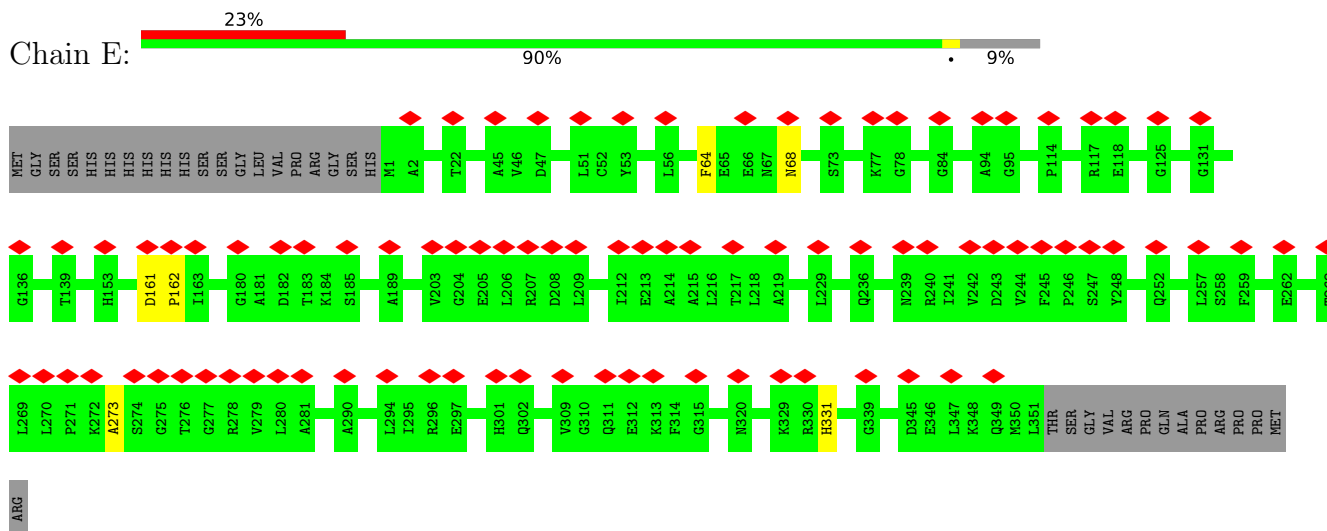 23%
Chain E:
90% • 9%
MET GLY SER SER HIS HIS HIS HIS HIS HIS SER SER GLY LEU VAL PRO ARG GLY SER HIS M1 A2 T22 A45 V46 D47 L51 C52 Y53 L56 F64 E65 E66 N67 N68 S73 K77 G78 G84 A94 G95 P114 R117 E118 G125 G131
G136 T139 H153 D161 P162 I163 G180 A181 D182 T183 K184 S185 A189 V203 G204 E205 L206 R207 D208 L209 I212 E213 A214 A215 L216 T217 L218 A219 L229 Q236 N239 R240 I241 V242 D243 V244 F245 P246 S247 Y248 Q252 L257 S258 F259 E262
L269 L270 P271 K272 A273 S274 G275 T276 G277 R278 V279 L280 A281 A290 L294 I295 R296 E297 H301 Q302 V309 G310 Q311 E312 K313 F314 G315 N320 K329 R330 H331 G339 D345 E346 L347 K348 Q349 M350 L351 THR SER GLY VAL ARG PRO GLN ALA PRO ARG PRO PRO MET
ARG